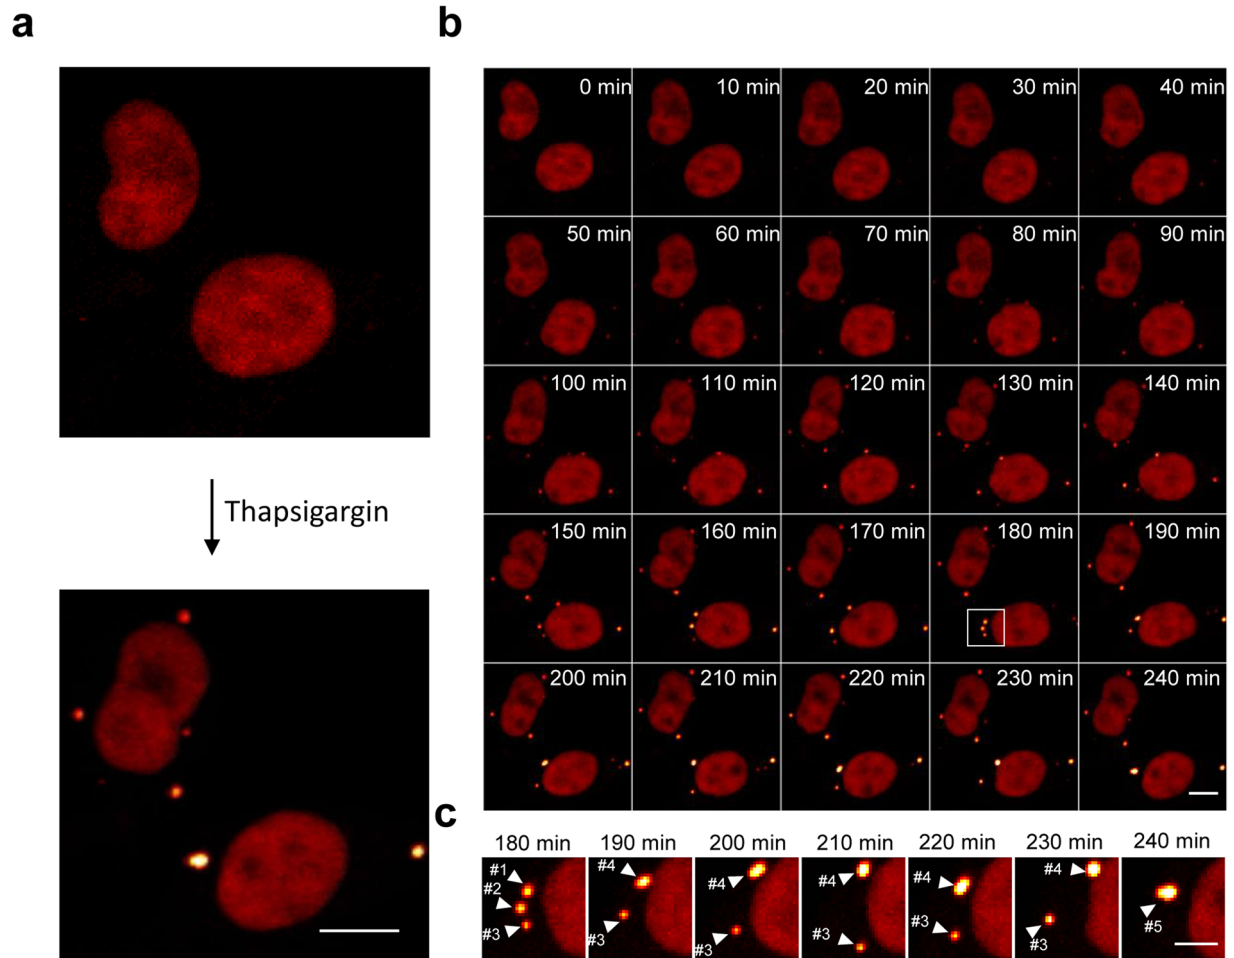 a
b
0 min 10 min 20 min 30 min 40 min
50 min 60 min 70 min 80 min 90 min
100 min 110 min 120 min 130 min 140 min
Thapsigargin
150 min 160 min 170 min 180 min 190 min
200 min 210 min 220 min 230 min 240 min
c
180 min 190 min 200 min 210 min 220 min 230 min 240 min
#1 #4 #4 #4 #4 #4
#2
#3 #3 #3 #3 #3 #3 #5